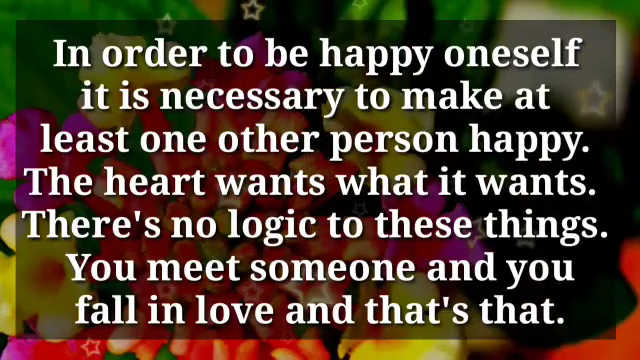 In order to be happy oneself
it is necessary to make at
least one other person happy.
The heart wants what it wants.
There's no logic to these things.
You meet someone and you
fall in love and that's that.